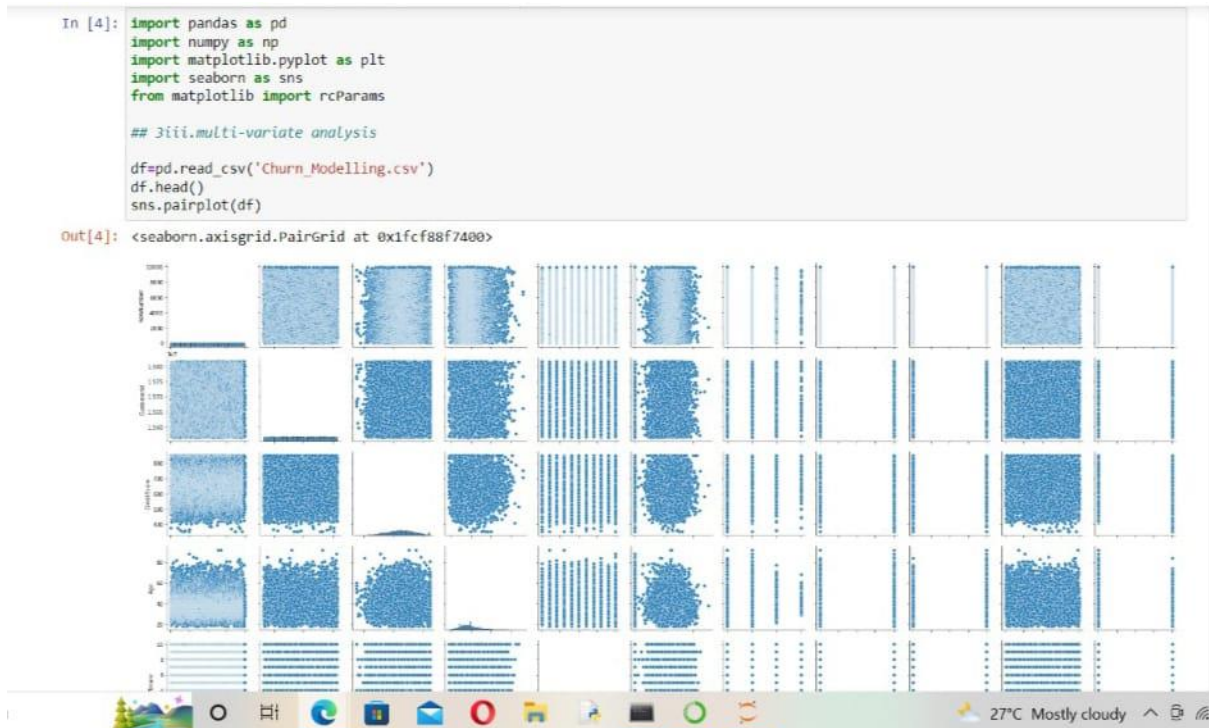 In [4]: import pandas as pd
import numpy as np
import matplotlib.pyplot as plt
import seaborn as sns
from matplotlib import rcParams
## 3iii.multi-variate analysis
df=pd.read_csv('Churn_Modelling.csv')
df.head()
sns.pairplot(df)
Out[4]: <seaborn.axisgrid.PairGrid at 0x1fcf88f7400>
27°C Mostly cloudy